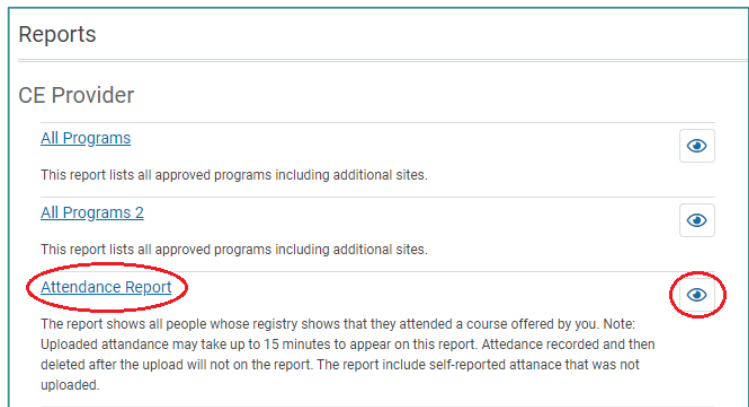 Reports
CE Provider
All Programs
This report lists all approved programs including additional sites.
All Programs 2
This report lists all approved programs including additional sites.
Attendance Report
The report shows all people whose registry shows that they attended a course offered by you. Note:
Uploaded attandance may take up to 15 minutes to appear on this report. Attedance recorded and then
deleted after the upload will not on the report. The report include self-reported attanace that was not
uploaded.